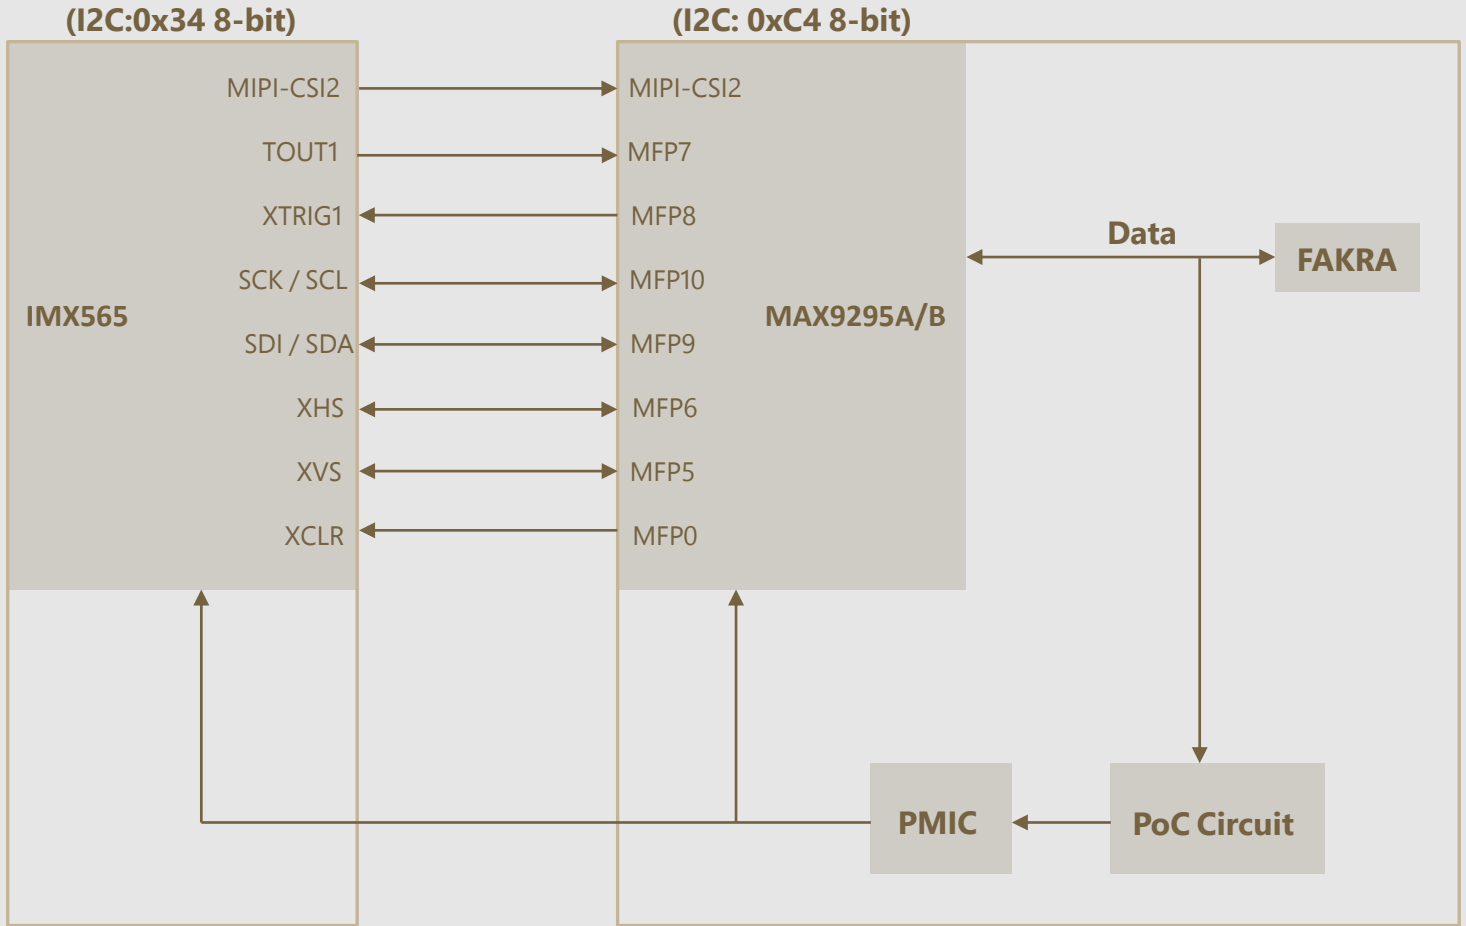 (I2C:0x34 8-bit)
(I2C: 0xC4 8-bit)
MIPI-CSI2
MIPI-CSI2
TOUT1
MFP7
XTRIG1
MFP8
Data
FAKRA
SCK / SCL
MFP10
IMX565
MAX9295A/B
SDI / SDA
MFP9
XHS
MFP6
XVS
MFP5
XCLR
MFP0
PMIC
PoC Circuit